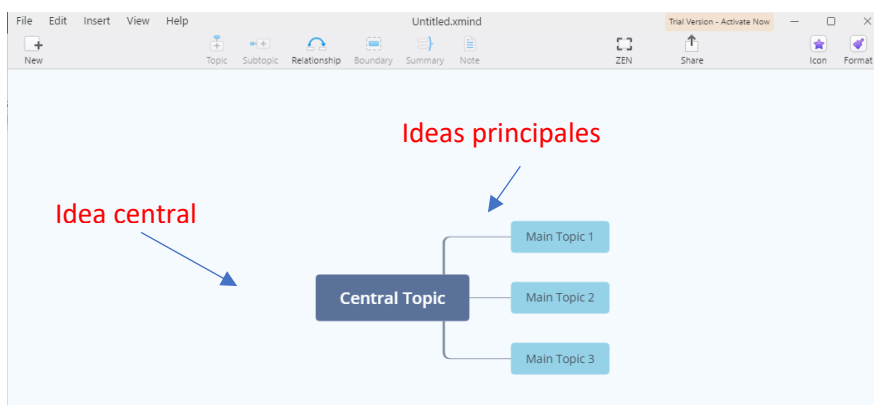 File Edit Insert View Help Untitled.xmind Trial Version - Activate Now
New Topic Subtopic Relationship Boundary Summary Note ZEN Share Icon Format
Ideas principales
Idea central
Main Topic 1
Central Topic Main Topic 2
Main Topic 3